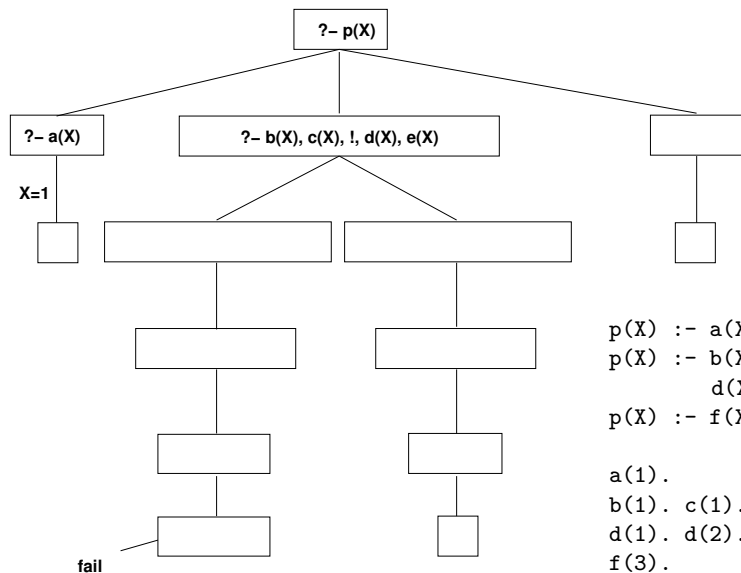 ?– p(X)
?– a(X)
?– b(X), c(X), !, d(X), e(X)
X=1
fail
p(X) :- a(X
p(X) :- b(X
d(X
p(X) :- f(X
a(1).
b(1). c(1).
d(1). d(2).
f(3).